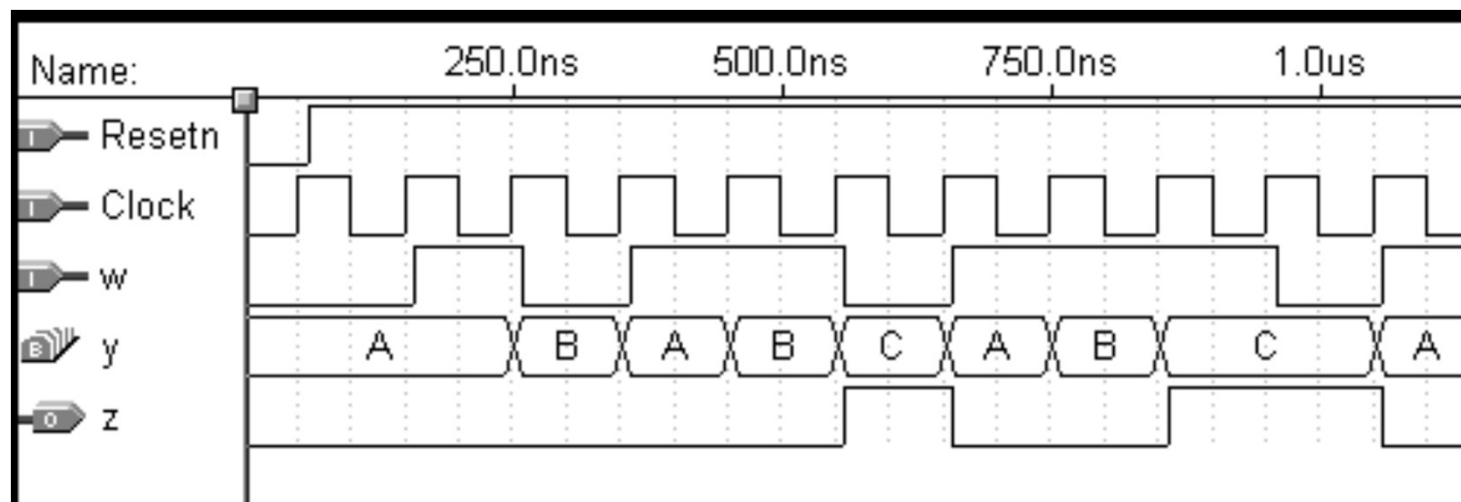 Name: 250.0ns 500.0ns 750.0ns 1.0us
I Resetn
I Clock
I w
B y A B A B C A B C A
O z